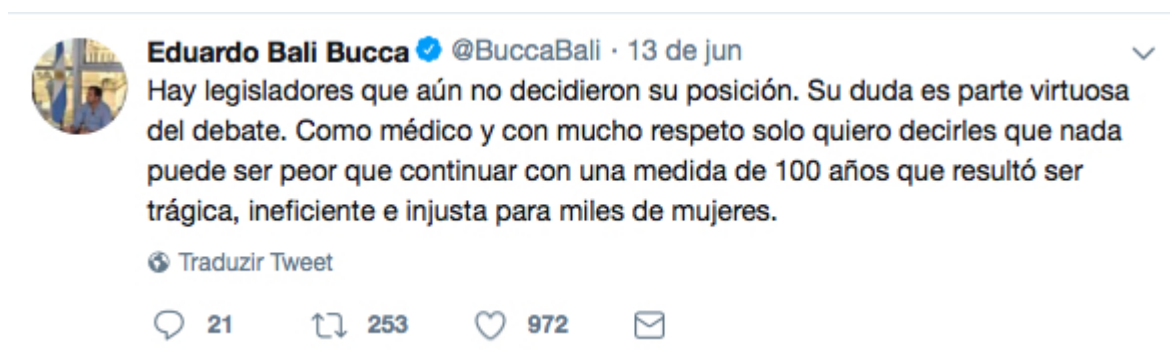 Eduardo Bali Bucca @BuccaBali · 13 de jun
Hay legisladores que aún no decidieron su posición. Su duda es parte virtuosa
del debate. Como médico y con mucho respeto solo quiero decirles que nada
puede ser peor que continuar con una medida de 100 años que resultó ser
trágica, ineficiente e injusta para miles de mujeres.
Traduzir Tweet
21 253 972